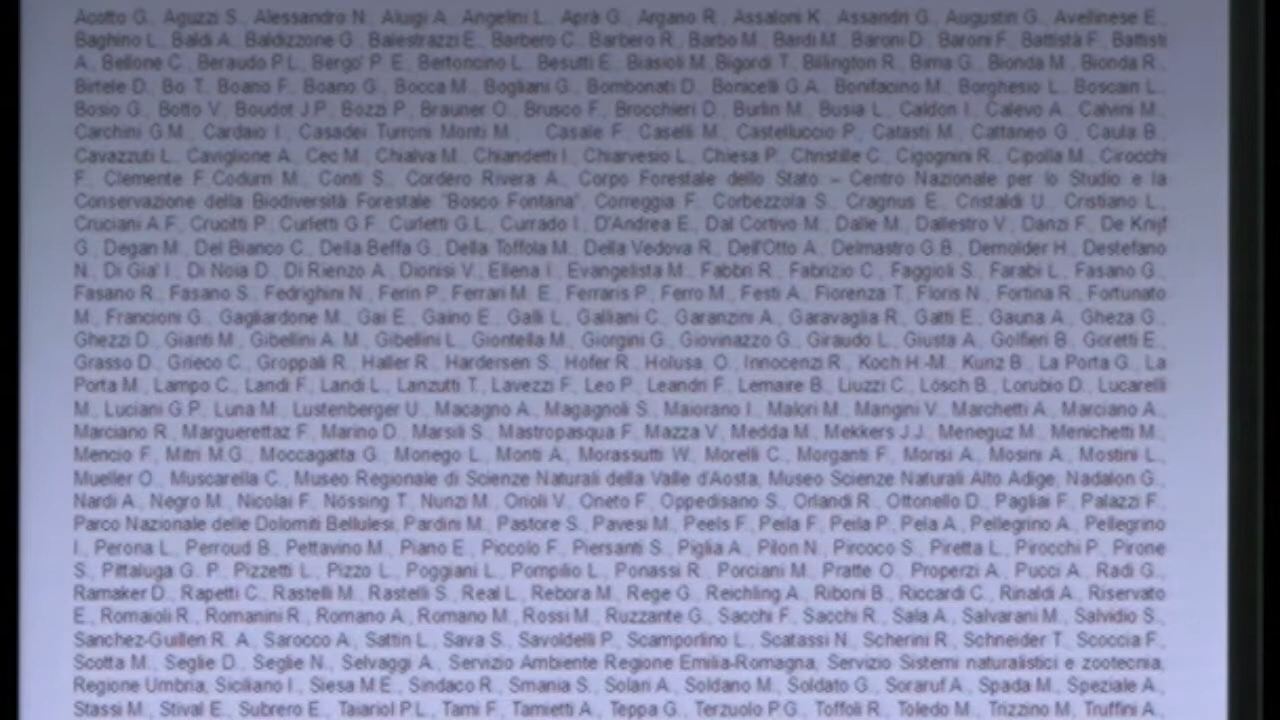 Acotto G., Aguzzi S., Alessandro N., Aluigi A., Angelini L., Aprà G., Argano R., Assaloni K., Assandri G., Augustin G., Avellinese E.,
Baghino L., Baldi A., Baldizzone G., Balestrazzi E., Barbero C., Barbero R., Barbo M., Bardi M., Baroni D., Baroni F., Battistà F., Battisti
A., Bellone C., Beraudo P.L., Bergo' P. E., Bertoncino L., Besutti E., Biasioli M., Bigordi T., Billington R., Bima G., Bionda M., Bionda R.,
Birtele D., Bo T., Boano F., Boano G., Bocca M., Bogliani G., Bombonati D., Bonicelli G.A., Bonifacino M., Borghesio L., Boscain L.,
Bosio G., Botto V., Boudot J.P., Bozzi P., Brauner O., Brusco F., Brocchieri D., Burlin M., Busia L., Caldon I., Calevo A., Calvini M.,
Carchini G.M., Cardaio I., Casadei Turroni Monti M., Casale F., Caselli M., Castelluccio P., Catasti M., Cattaneo G., Caula B.,
Cavazzuti L., Caviglione A., Cec M., Chialva M., Chiandetti I., Chiarvesio L., Chiesa P., Christille C., Cigognini R., Cipolla M., Cirocchi
F., Clemente F.,Codurri M., Conti S., Cordero Rivera A., Corpo Forestale dello Stato – Centro Nazionale per lo Studio e la
Conservazione della Biodiversità Forestale "Bosco Fontana", Correggia F., Corbezzola S., Cragnus E., Cristaldi U., Cristiano L.,
Cruciani A.F., Crucitti P., Curletti G.F., Curletti G.L., Currado I., D'Andrea E., Dal Cortivo M., Dalle M., Dallestro V., Danzi F., De Knijf
G., Degan M., Del Bianco C., Della Beffa G., Della Toffola M., Della Vedova R., Dell'Otto A., Delmastro G.B., Demolder H., Destefano
N., Di Gia' I., Di Noia D., Di Rienzo A., Dionisi V., Ellena I., Evangelista M., Fabbri R., Fabrizio C., Faggioli S., Farabi L., Fasano G.,
Fasano R., Fasano S., Fedrighini N., Ferin P., Ferrari M. E., Ferraris P., Ferro M., Festi A., Fiorenza T., Floris N., Fortina R., Fortunato
M., Francioni G., Gagliardone M., Gai E., Gaino E., Galli L., Galliani C., Garanzini A., Garavaglia R., Gatti E., Gauna A., Gheza G.,
Ghezzi D., Gianti M., Gibellini A. M., Gibellini L., Giontella M., Giorgini G., Giovinazzo G., Giraudo L., Giusta A., Golfieri B., Goretti E.,
Grasso D., Grieco C., Groppali R., Haller R., Hardersen S., Hofer R., Holusa. O., Innocenzi R., Koch H.-M., Kunz B., La Porta G., La
Porta M., Lampo C., Landi F., Landi L., Lanzutti T., Lavezzi F., Leo P., Leandri F., Lemaire B., Liuzzi C., Lösch B., Lorubio D., Lucarelli
M., Luciani G.P., Luna M., Lustenberger U., Macagno A., Magagnoli S., Maiorano I., Malori M., Mangini V., Marchetti A., Marciano A.,
Marciano R., Marguerettaz F., Marino D., Marsili S., Mastropasqua F., Mazza V., Medda M., Mekkers J.J., Meneguz M., Menichetti M.,
Mencio F., Mitri M.G., Moccagatta G., Monego L., Monti A., Morassutti W., Morelli C., Morganti F., Morisi A., Mosini A., Mostini L.,
Mueller O., Muscarella C., Museo Regionale di Scienze Naturali della Valle d'Aosta, Museo Scienze Naturali Alto Adige, Nadalon G.,
Nardi A., Negro M., Nicolai F., Nössing T., Nunzi M., Orioli V., Oneto F., Oppedisano S., Orlandi R., Ottonello D., Pagliai F., Palazzi F.,
Parco Nazionale delle Dolomiti Bellulesi, Pardini M., Pastore S., Pavesi M., Peels F., Peila F., Peila P., Pela A., Pellegrino A., Pellegrino
I., Perona L., Perroud B., Pettavino M., Piano E., Piccolo F., Piersanti S., Piglia A., Pilon N., Pircoco S., Piretta L., Pirocchi P., Pirone
S., Pittaluga G. P., Pizzetti L., Pizzo L., Poggiani L., Pompilio L., Ponassi R., Porciani M., Pratte O., Properzi A., Pucci A., Radi G.,
Ramaker D., Rapetti C., Rastelli M., Rastelli S., Real L., Rebora M., Rege G., Reichling A., Riboni B., Riccardi C., Rinaldi A., Riservato
E., Romaioli R., Romanini R., Romano A., Romano M., Rossi M., Ruzzante G., Sacchi F., Sacchi R., Sala A., Salvarani M., Salvidio S.,
Sanchez-Guillen R. A., Sarocco A., Sattin L., Sava S., Savoldelli P., Scamporlino L., Scatassi N., Scherini R., Schneider T., Scoccia F.,
Scotta M., Seglie D., Seglie N., Selvaggi A., Servizio Ambiente Regione Emilia-Romagna, Servizio Sistemi naturalistici e zootecnia,
Regione Umbria, Siciliano I., Siesa M.E., Sindaco R., Smania S., Solari A., Soldano M., Soldato G., Soraruf A., Spada M., Speziale A.,
Stassi M., Stival E., Subrero E., Taiariol P.L., Tami F., Tamietti A., Teppa G., Terzuolo P.G., Toffoli R., Toledo M., Trizzino M., Truffini A.,